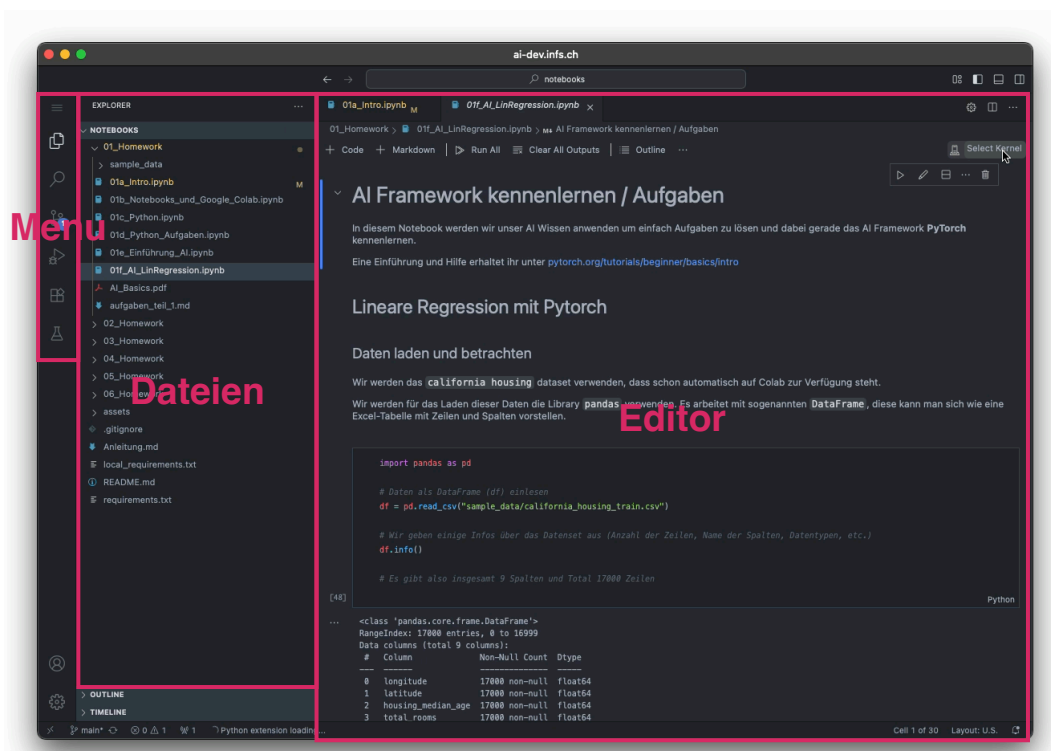 ai-dev.infs.ch
notebooks
EXPLORER
NOTEBOOKS
01_Homework
sample_data
01a_Intro.ipynb M
01b_Notebooks_und_Google_Colab.ipynb
01c_Python.ipynb
01d_Python_Aufgaben.ipynb
01e_Einführung_AI.ipynb
01f_AI_LinRegression.ipynb
AI_Basics.pdf
aufgaben_teil_1.md
02_Homework
03_Homework
04_Homework
05_Homework
06_Homework
assets
.gitignore
Anleitung.md
local_requirements.txt
README.md
requirements.txt
OUTLINE
TIMELINE
Menu
Dateien
Editor
01a_Intro.ipynb M 01f_AI_LinRegression.ipynb
01_Homework > 01f_AI_LinRegression.ipynb > M↓ AI Framework kennenlernen / Aufgaben
+ Code + Markdown Run All Clear All Outputs Outline ... Select Kernel
AI Framework kennenlernen / Aufgaben
In diesem Notebook werden wir unser AI Wissen anwenden um einfach Aufgaben zu lösen und dabei gerade das AI Framework PyTorch
kennenlernen.
Eine Einführung und Hilfe erhaltet ihr unter pytorch.org/tutorials/beginner/basics/intro
Lineare Regression mit Pytorch
Daten laden und betrachten
Wir werden das california housing dataset verwenden, dass schon automatisch auf Colab zur Verfügung steht.
Wir werden für das Laden dieser Daten die Library pandas verwenden. Es arbeitet mit sogenannten DataFrame, diese kann man sich wie eine
Excel-Tabelle mit Zeilen und Spalten vorstellen.
import pandas as pd
# Daten als DataFrame (df) einlesen
df = pd.read_csv("sample_data/california_housing_train.csv")
# Wir geben einige Infos über das Datenset aus (Anzahl der Zeilen, Name der Spalten, Datentypen, etc.)
df.info()
# Es gibt also insgesamt 9 Spalten und Total 17000 Zeilen
[48]
Python
... <class 'pandas.core.frame.DataFrame'>
RangeIndex: 17000 entries, 0 to 16999
Data columns (total 9 columns):
# Column Non-Null Count Dtype
--- ------ -------------- -----
0 longitude 17000 non-null float64
1 latitude 17000 non-null float64
2 housing_median_age 17000 non-null float64
3 total_rooms 17000 non-null float64
main* 0 1 1 Python extension loading... Cell 1 of 30 Layout: U.S.